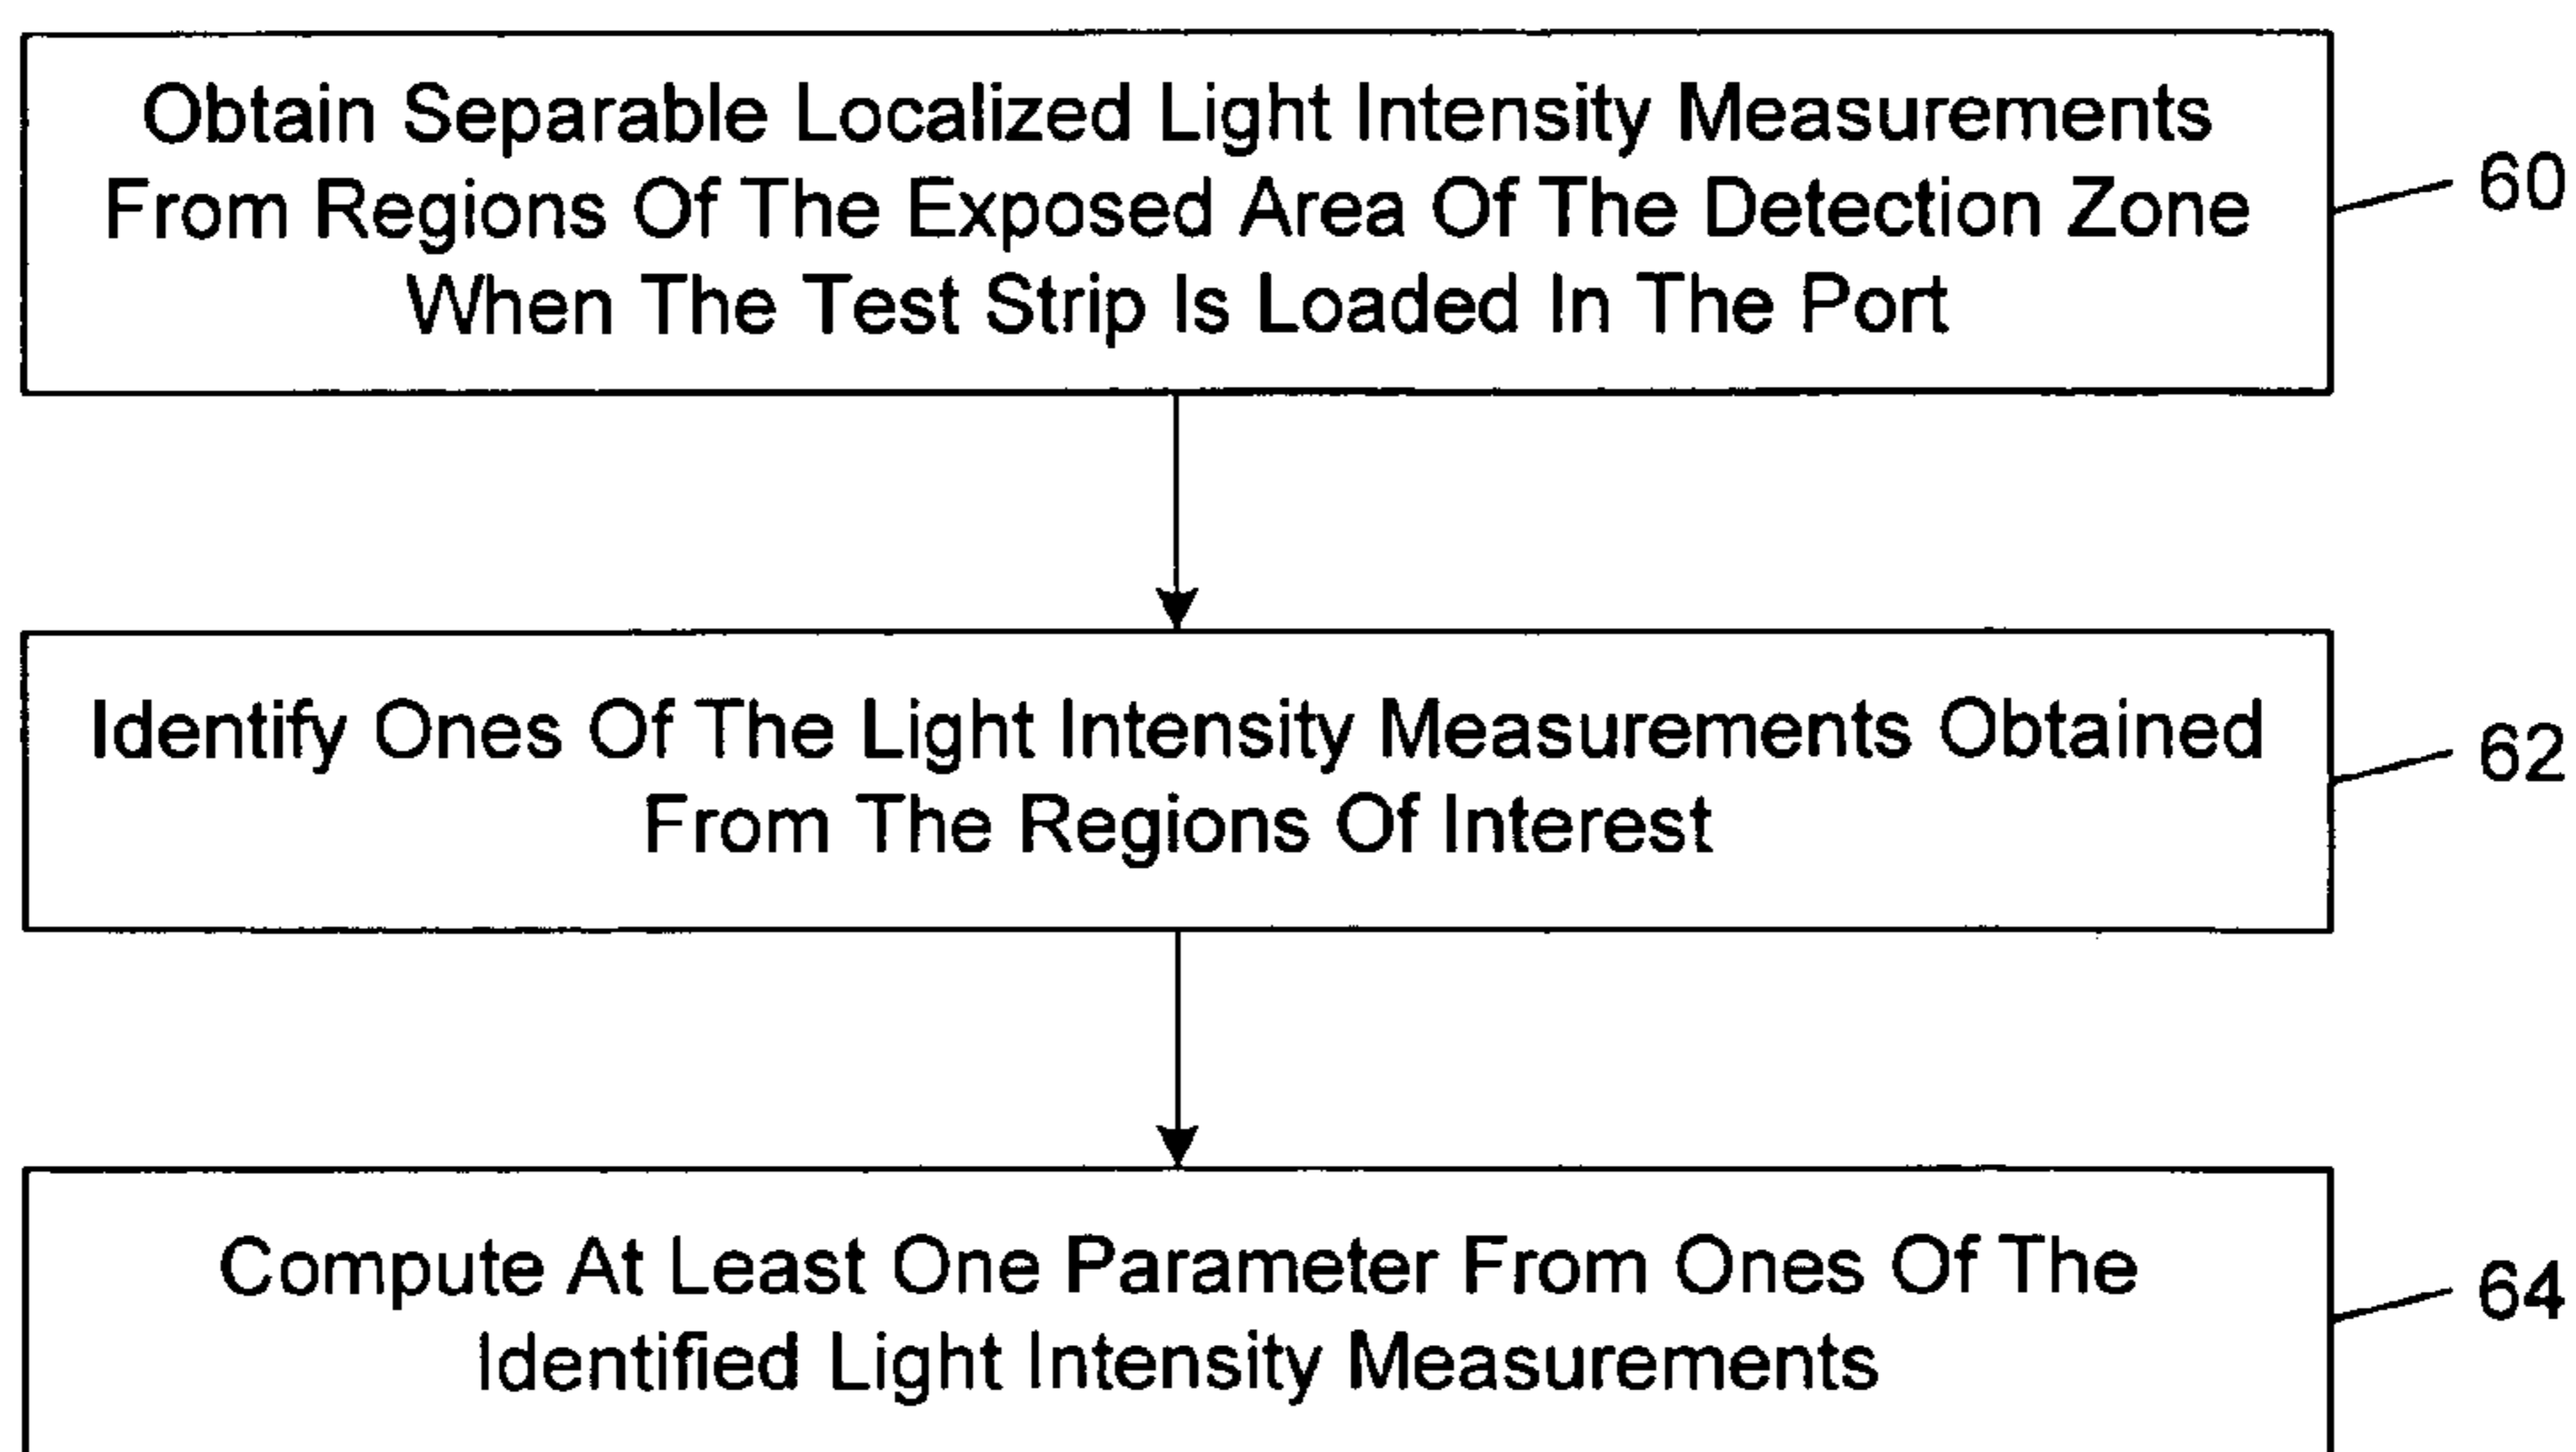 Obtain Separable Localized Light Intensity Measurements
From Regions Of The Exposed Area Of The Detection Zone
When The Test Strip Is Loaded In The Port
60
Identify Ones Of The Light Intensity Measurements Obtained
From The Regions Of Interest
62
Compute At Least One Parameter From Ones Of The
Identified Light Intensity Measurements
64